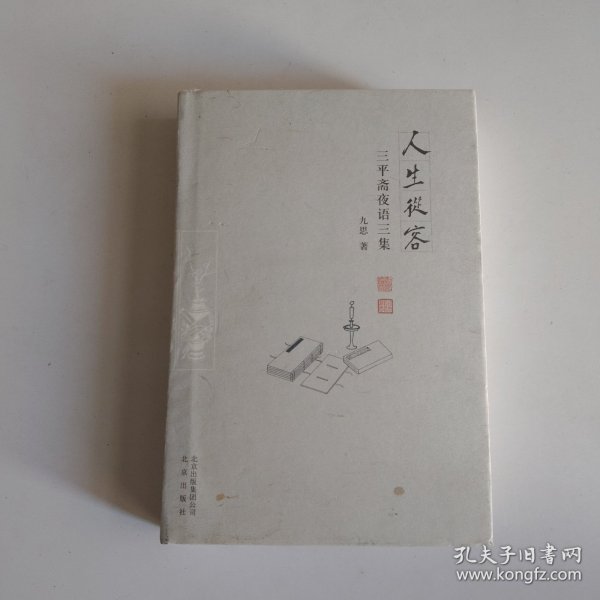 人生從容
三平斋夜语三集
九思 著
北京出版集团公司
北京出版社
孔夫子旧书网
www.kongfz.com